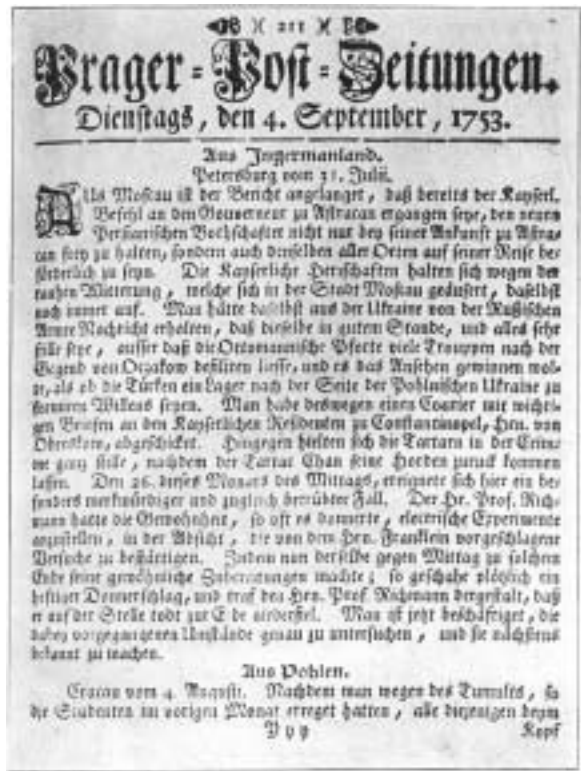 )( 211 )(
Prager-Post-Zeitungen.
Dienstags, den 4. September, 1753.
Aus Ingermanland.
Petersburg vom 31. Julii.
Aus Moscau ist der Bericht angelanget, daß bereits der Kayserl.
Befehl an den Gouverneur zu Astracan ergangen seye, den neuen
Persianischen Bothschafter nicht nur bey seiner Ankunft zu Astra-
can frey zu halten, sondern auch denselben aller Orten auf seiner Reise be-
förderlich zu seyn. Die Kayserliche Herrschaften halten sich wegen der
rauhen Witterung, welche sich in der Stadt Moscau geäusert, daselbst
noch immer auf. Man hätte daselbst aus der Ukraine von der Rußischen
Armee Nachricht erhalten, daß dieselbe in gutem Stande, und alles sehr
stille seye, ausser daß die Ottomannische Pforte viele Trouppen nach der
Gegend von Oczakow defiliren liesse, und es das Ansehen gewinnen wol-
te, als ob die Türken ein Lager nach der Seite der Pohlnischen Ukraine zu
formiren Willens seyen. Man habe deswegen einen Courier mit wichti-
gen Briefen an den Kayserlichen Residenten zu Constantinopel, Hrn. von
Obreskow, abgeschicket. Hingegen hielten sich die Tartarn in der Crim-
me ganz stille, nachdem der Tartar Chan seine Horden zuruck kommen
lassen. Den 26. dieses Monats des Mittags, ereignete sich hier ein be-
sonders merkwürdiger und zugleich betrübter Fall. Der Hr. Prof. Rich-
mann hatte die Gewohnheit, so oft es donnerte, electrische Experimente
anzustellen, in der Absicht, die von dem Hrn. Franklein vorgeschlagene
Versuche zu bestättigen. Indem nun derselbe gegen Mittag zu solchem
Ende seine gewöhnliche Zubereitungen machte; so geschahe plötzlich ein
heftiger Donnerschlag, und traf den Hrn. Prof. Richmann dergestalt, daß
er auf der Stelle todt zur Erde niederfiel. Man ist jetzt beschäftiget, die
dabey vorgegangenen Umstände genau zu untersuchen, und sie nächstens
bekannt zu machen.
Aus Pohlen.
Cracau vom 4. Augusti. Nachdem man wegen des Tumults, so
die Studenten im vorigen Monat erreget hatten, alle diejenigen beym
Y y y Kopf